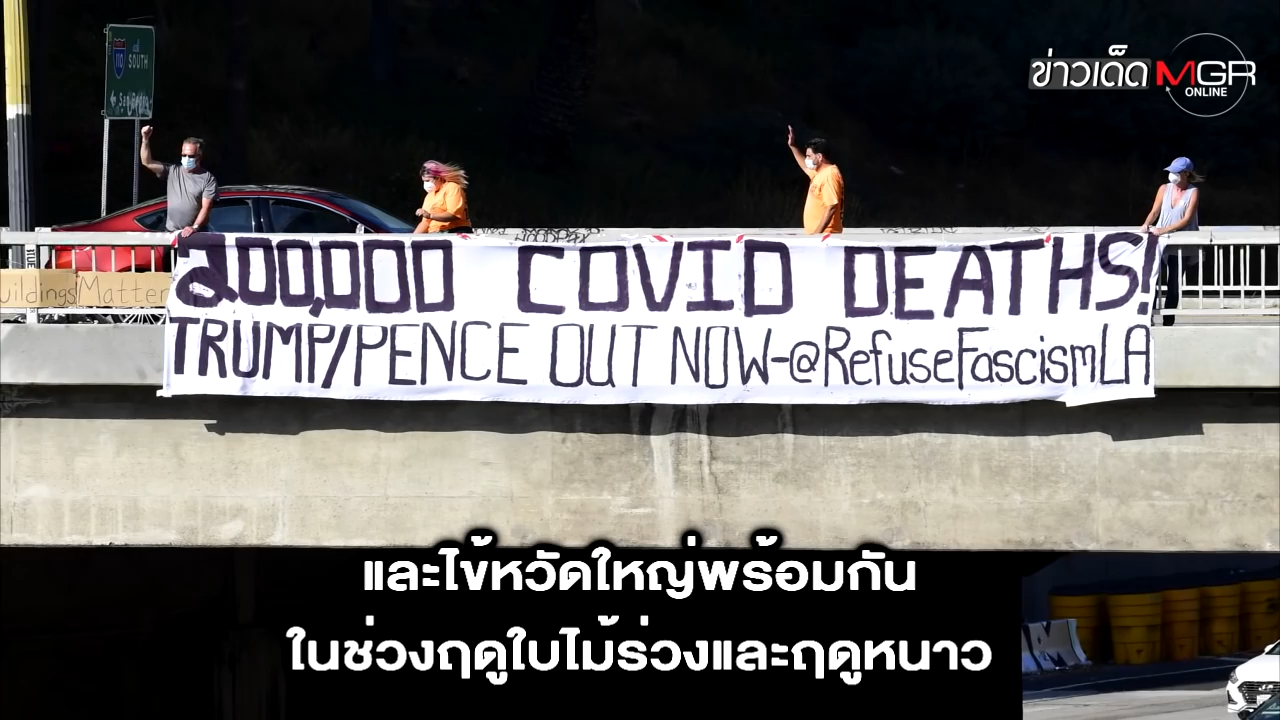 110 SOUTH
ข่าวเด็ด MGR
ONLINE
200,000 COVID DEATHS!
uildingsMatter
TRUMP/PENCE OUT NOW-@RefuseFascismLA
และไข้หวัดใหญ่พร้อมกัน
ในช่วงฤดูใบไม้ร่วงและฤดูหนาว